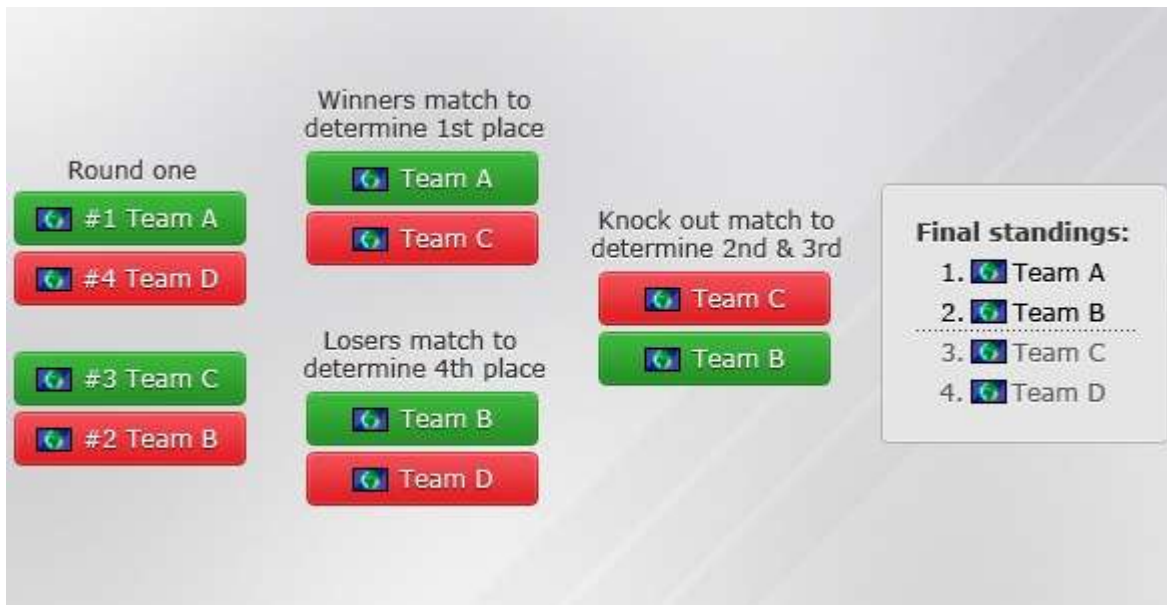 Round one
#1 Team A
#4 Team D
#3 Team C
#2 Team B
Winners match to
determine 1st place
Team A
Team C
Losers match to
determine 4th place
Team B
Team D
Knock out match to
determine 2nd & 3rd
Team C
Team B
Final standings:
1. Team A
2. Team B
3. Team C
4. Team D